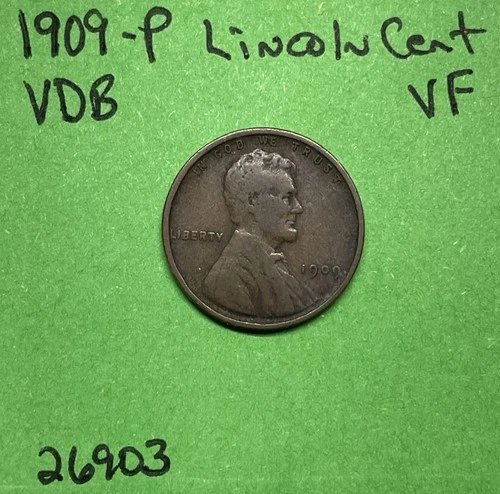 1909-P Lincoln Cent
VDB VF
IN GOD WE TRUST
LIBERTY
1909
26903